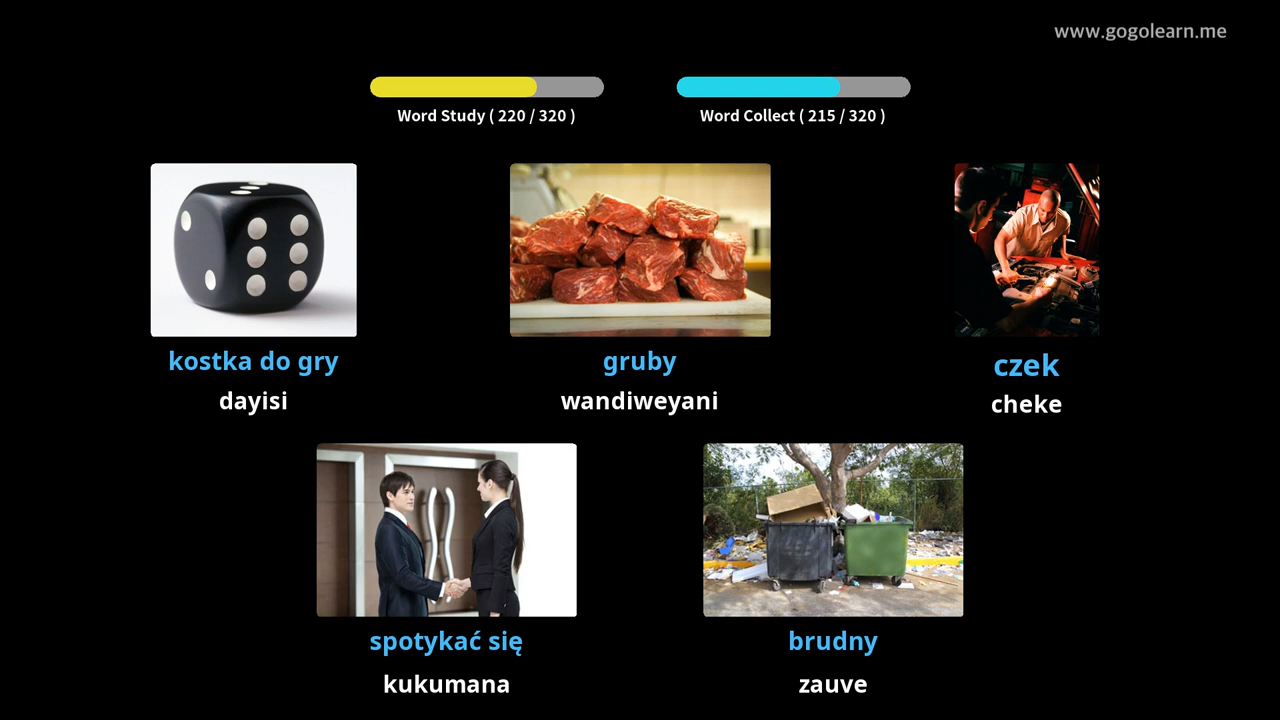 www.gogolearn.me
Word Study ( 220 / 320 )
Word Collect ( 215 / 320 )
kostka do gry
dayisi
gruby
wandiweyani
czek
cheke
spotykać się
kukumana
brudny
zauve